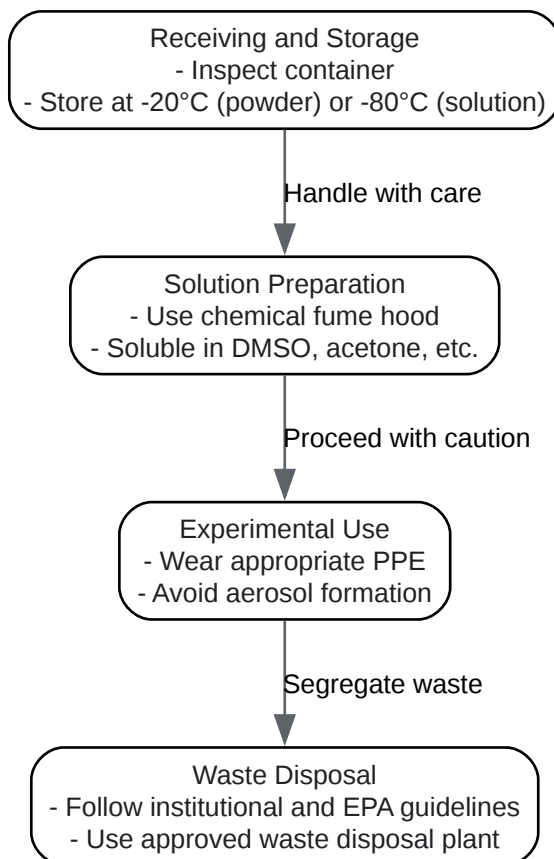 Receiving and Storage
- Inspect container
- Store at -20°C (powder) or -80°C (solution)
Handle with care
Solution Preparation
- Use chemical fume hood
- Soluble in DMSO, acetone, etc.
Proceed with caution
Experimental Use
- Wear appropriate PPE
- Avoid aerosol formation
Segregate waste
Waste Disposal
- Follow institutional and EPA guidelines
- Use approved waste disposal plant